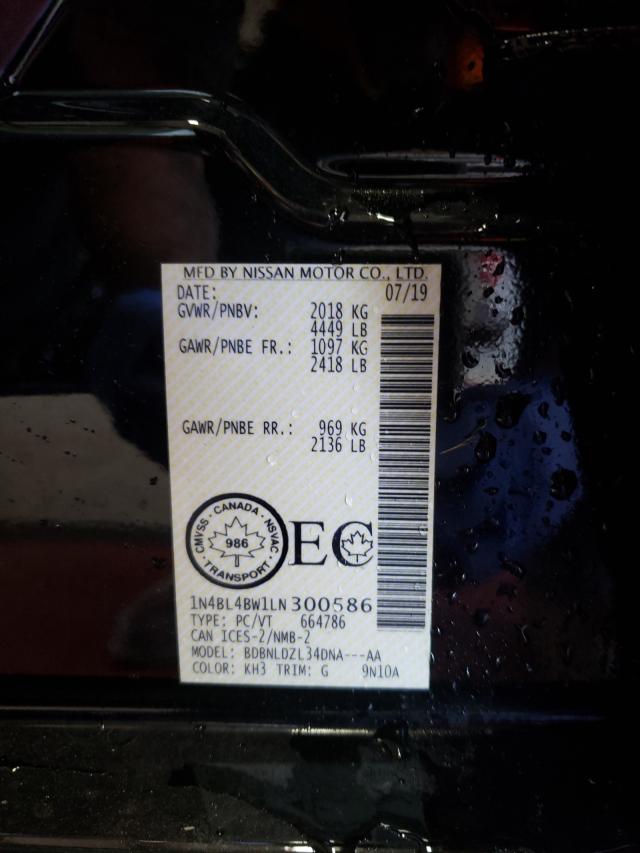 MFD BY NISSAN MOTOR CO., LTD.
DATE: 07/19
GVWR/PNBV: 2018 KG
4449 LB
GAWR/PNBE FR.: 1097 KG
2418 LB
GAWR/PNBE RR.: 969 KG
2136 LB
CMVSS · CANADA · NSVAC
986
· TRANSPORT ·
EC
1N4BL4BW1LN300586
TYPE: PC/VT 664786
CAN ICES-2/NMB-2
MODEL: BDBNLDZL34DNA---AA
COLOR: KH3 TRIM: G 9N10A